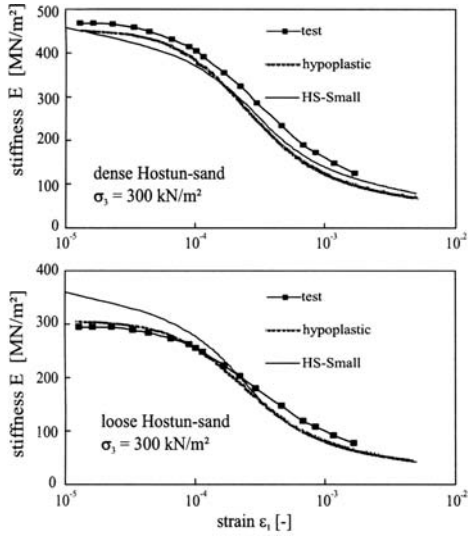 stiffness E [MN/m²]
500
400
300
200
100
0
test
hypoplastic
HS-Small
dense Hostun-sand
σ₃ = 300 kN/m²
10⁻⁵
10⁻⁴
10⁻³
10⁻²
stiffness E [MN/m²]
400
300
200
100
0
test
hypoplastic
HS-Small
loose Hostun-sand
σ₃ = 300 kN/m²
10⁻⁵
10⁻⁴
10⁻³
10⁻²
strain ε₁ [-]